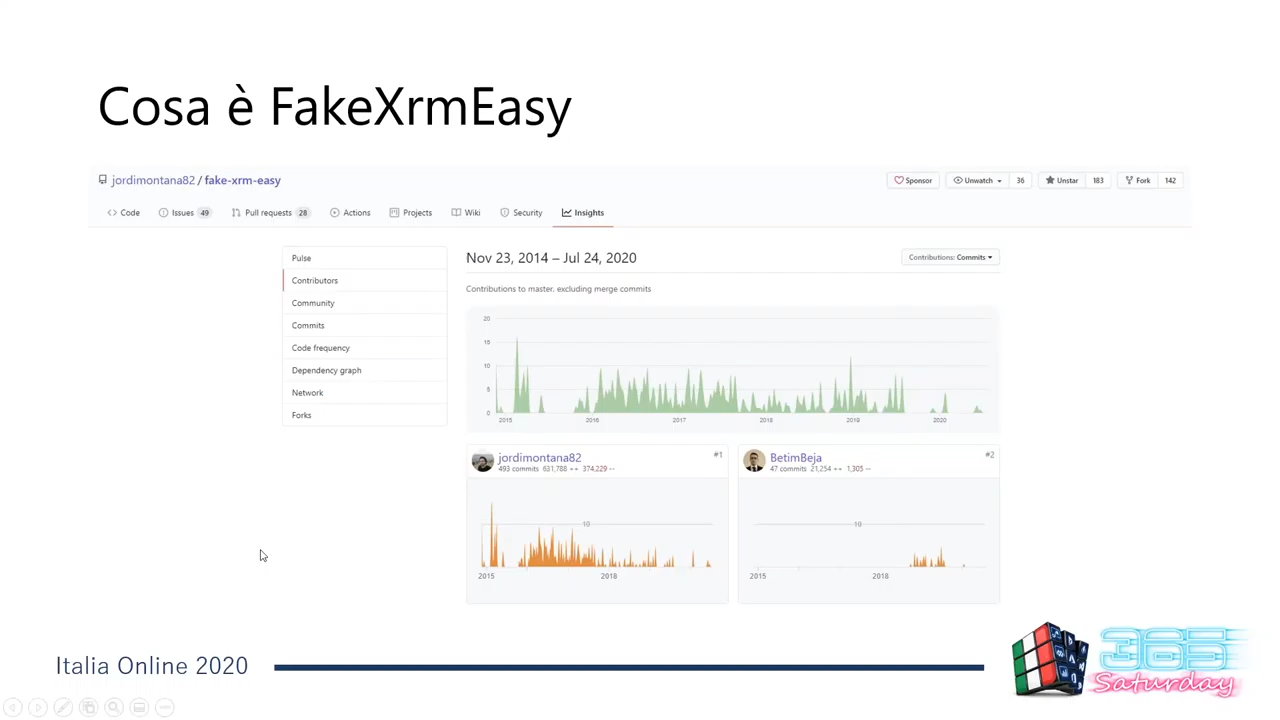 Cosa è FakeXrmEasy
jordimontana82 / fake-xrm-easy
Sponsor Unwatch 36 Unstar 183 Fork 142
Code Issues 49 Pull requests 28 Actions Projects Wiki Security Insights
Pulse
Contributors
Community
Commits
Code frequency
Dependency graph
Network
Forks
Nov 23, 2014 – Jul 24, 2020
Contributions: Commits
Contributions to master, excluding merge commits
20
15
10
5
0
2015 2016 2017 2018 2019 2020
jordimontana82 #1
493 commits 631,788 ++ 374,229 --
10
2015 2018
BetimBeja #2
47 commits 21,254 ++ 1,305 --
10
2015 2018
Italia Online 2020
365
Saturday